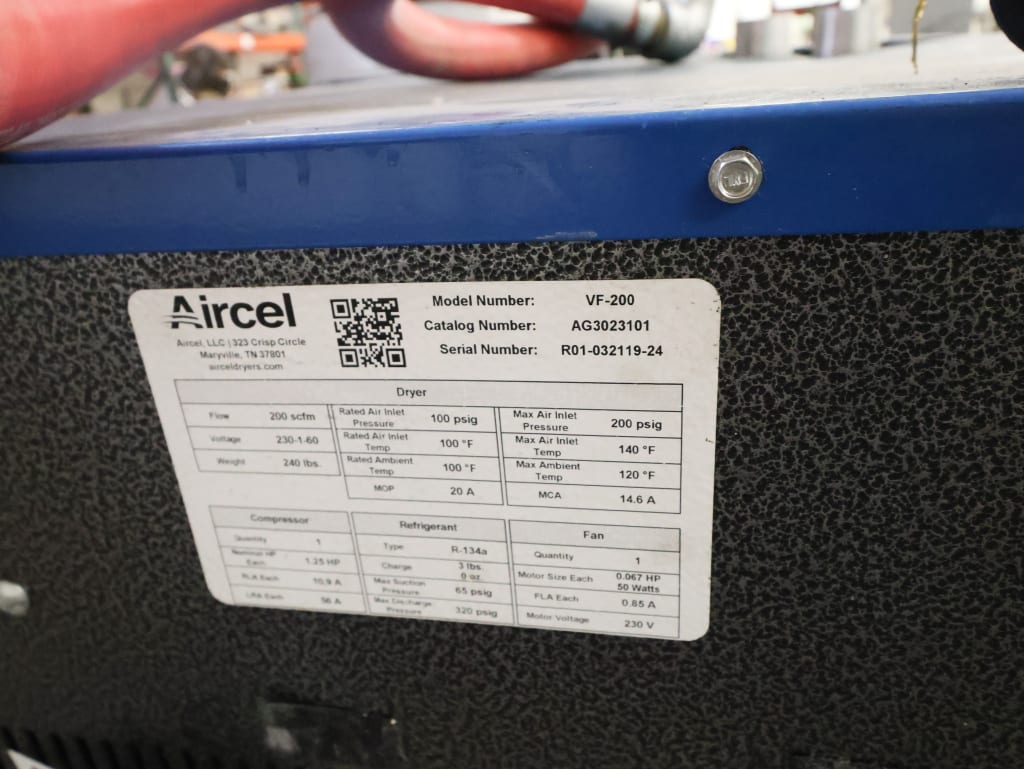 Aircel
Aircel, LLC | 323 Crisp Circle
Maryville, TN 37801
airceldryers.com
Model Number: VF-200
Catalog Number: AG3023101
Serial Number: R01-032119-24
Dryer
Flow 200 scfm
Voltage 230-1-60
Weight 240 lbs.
Rated Air Inlet
Pressure 100 psig
Rated Air Inlet
Temp 100 °F
Rated Ambient
Temp 100 °F
MOP 20 A
Max Air Inlet
Pressure 200 psig
Max Air Inlet
Temp 140 °F
Max Ambient
Temp 120 °F
MCA 14.6 A
Compressor
Quantity 1
Nominal HP
Each 1.25 HP
RLA Each 10.9 A
LRA Each 56 A
Refrigerant
Type R-134a
Charge 3 lbs.
0 oz.
Max Suction
Pressure 65 psig
Max Discharge
Pressure 320 psig
Fan
Quantity 1
Motor Size Each 0.067 HP
50 Watts
FLA Each 0.85 A
Motor Voltage 230 V